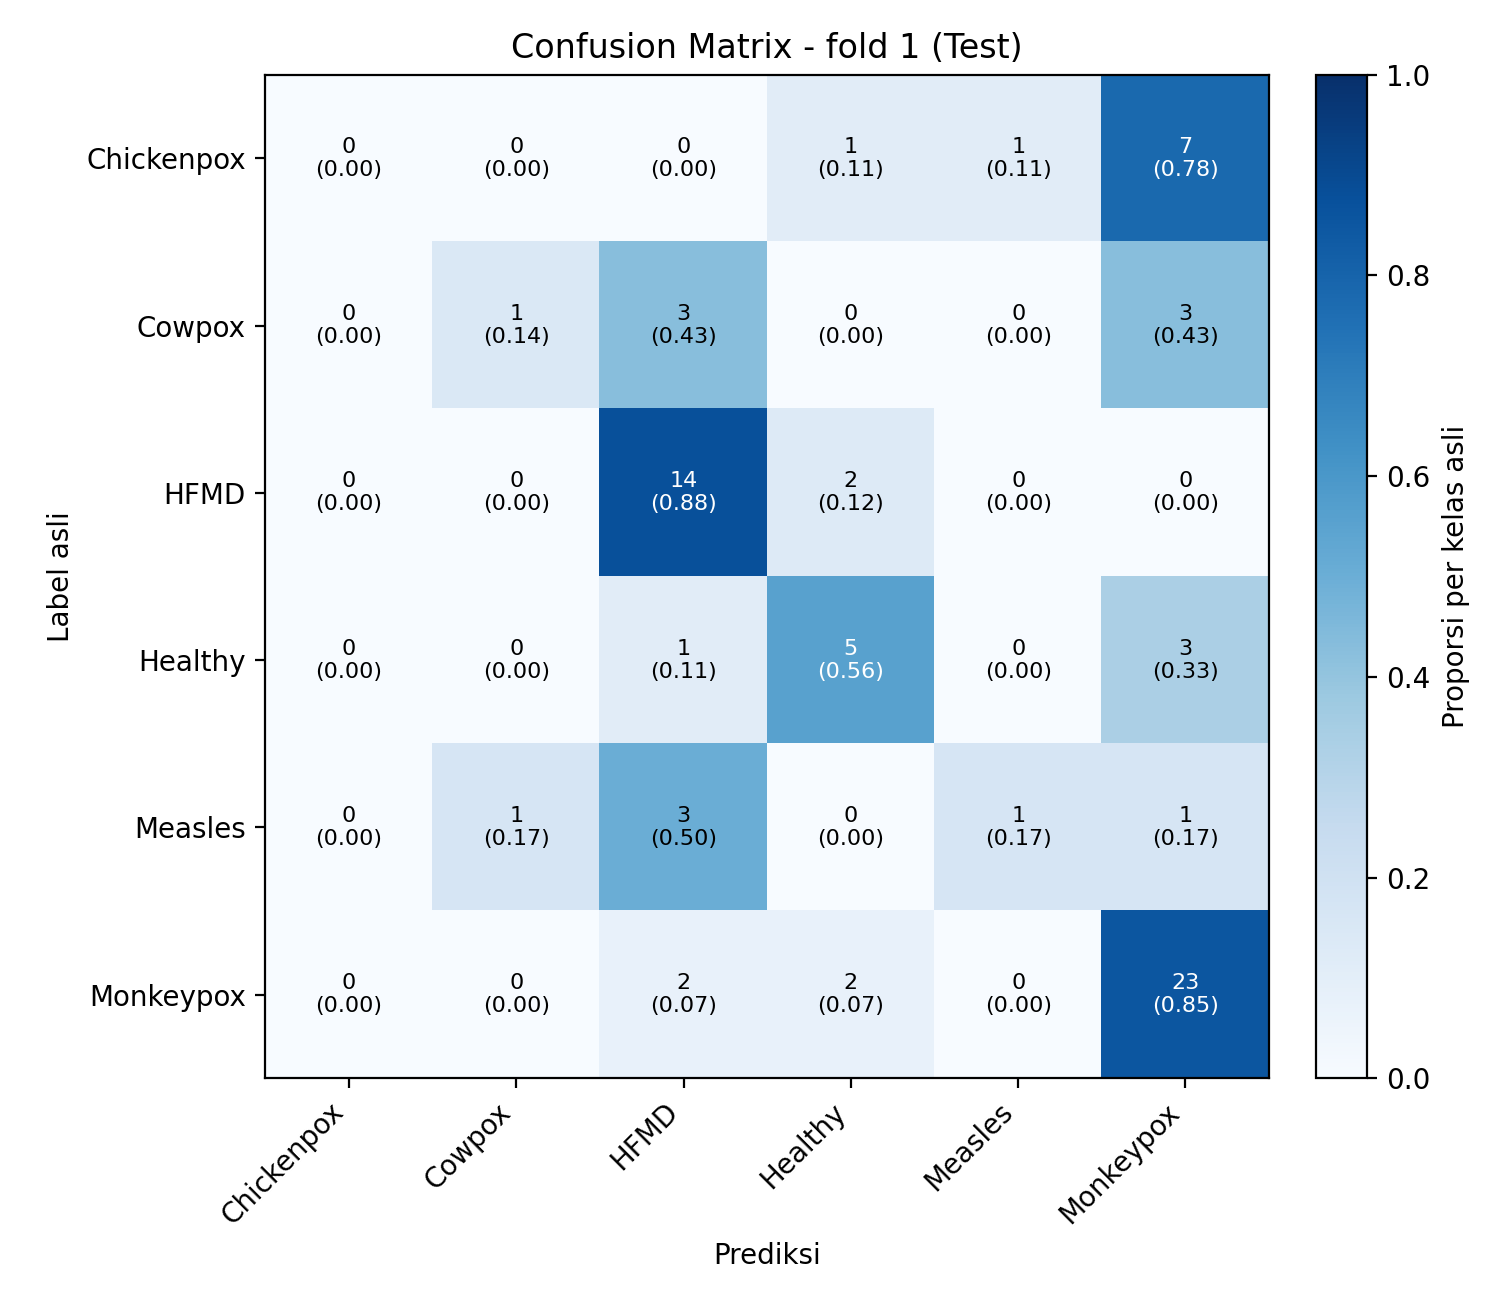 Confusion Matrix - fold 1 (Test)
Label asli
Chickenpox
0 0 0 1 1 7
(0.00) (0.00) (0.00) (0.11) (0.11) (0.78)
Cowpox
0 1 3 0 0 3
(0.00) (0.14) (0.43) (0.00) (0.00) (0.43)
HFMD
0 0 14 2 0 0
(0.00) (0.00) (0.88) (0.12) (0.00) (0.00)
Healthy
0 0 1 5 0 3
(0.00) (0.00) (0.11) (0.56) (0.00) (0.33)
Measles
0 1 3 0 1 1
(0.00) (0.17) (0.50) (0.00) (0.17) (0.17)
Monkeypox
0 0 2 2 0 23
(0.00) (0.00) (0.07) (0.07) (0.00) (0.85)
Chickenpox
Cowpox
HFMD
Healthy
Measles
Monkeypox
Prediksi
1.0
0.8
0.6
0.4
0.2
0.0
Proporsi per kelas asli